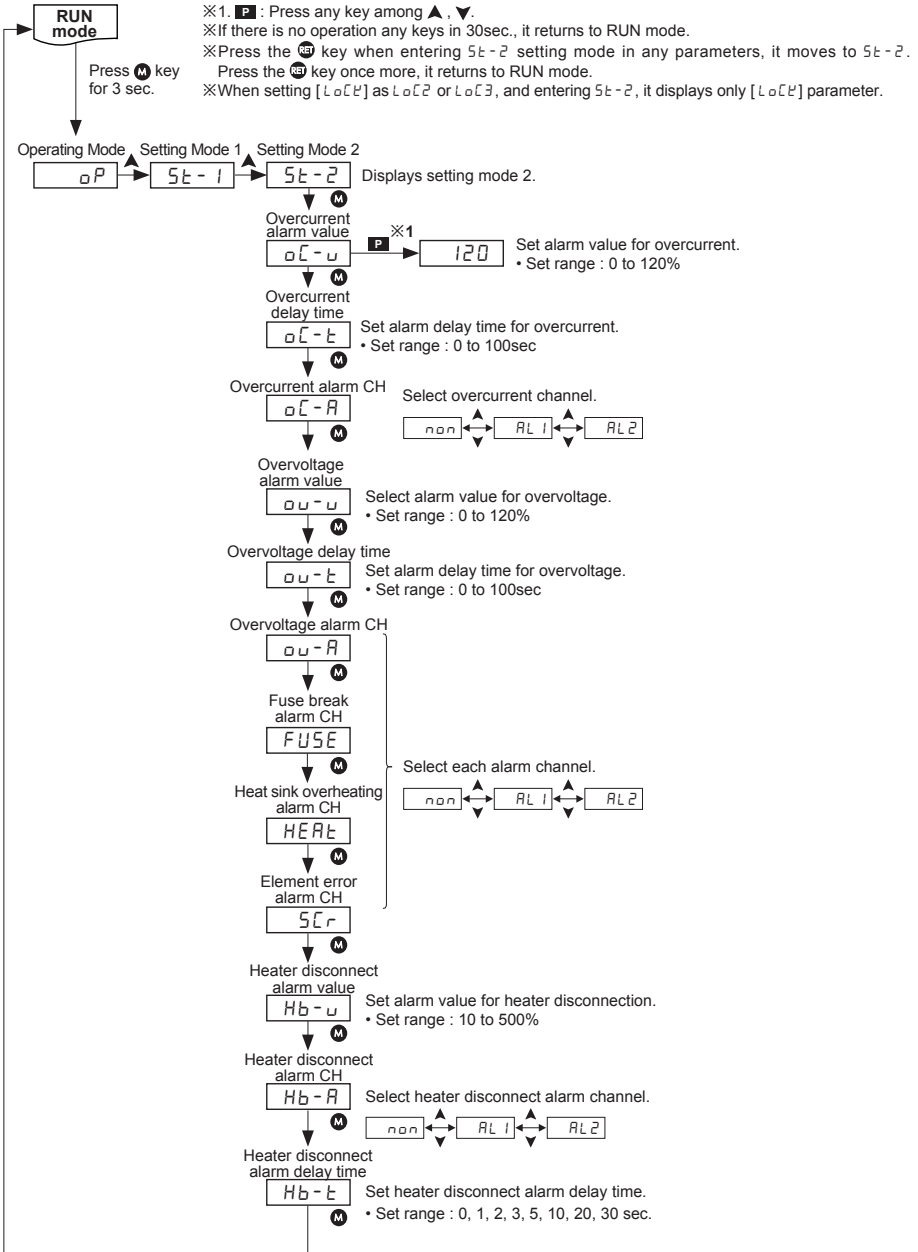 RUN
mode
※1. P : Press any key among ▲ , ▼.
※If there is no operation any keys in 30sec., it returns to RUN mode.
※Press the RET key when entering St-2 setting mode in any parameters, it moves to St-2.
Press the RET key once more, it returns to RUN mode.
※When setting [LoCK] as LoC2 or LoC3, and entering St-2, it displays only [LoCK] parameter.
Press M key
for 3 sec.
Operating Mode Setting Mode 1 Setting Mode 2
oP St-1 St-2 Displays setting mode 2.
M
Overcurrent
alarm value
oC-v P ※1 120
Set alarm value for overcurrent.
• Set range : 0 to 120%
M
Overcurrent
delay time
oC-t
Set alarm delay time for overcurrent.
• Set range : 0 to 100sec
M
Overcurrent alarm CH
oC-A
Select overcurrent channel.
non AL1 AL2
M
Overvoltage
alarm value
ov-v
Select alarm value for overvoltage.
• Set range : 0 to 120%
M
Overvoltage delay time
ov-t
Set alarm delay time for overvoltage.
• Set range : 0 to 100sec
M
Overvoltage alarm CH
ov-A
M
Fuse break
alarm CH
FUSE
M
Select each alarm channel.
non AL1 AL2
Heat sink overheating
alarm CH
HEAt
M
Element error
alarm CH
SCr
M
Heater disconnect
alarm value
Hb-v
Set alarm value for heater disconnection.
• Set range : 10 to 500%
M
Heater disconnect
alarm CH
Hb-A
Select heater disconnect alarm channel.
non AL1 AL2
M
Heater disconnect
alarm delay time
Hb-t
Set heater disconnect alarm delay time.
• Set range : 0, 1, 2, 3, 5, 10, 20, 30 sec.
M